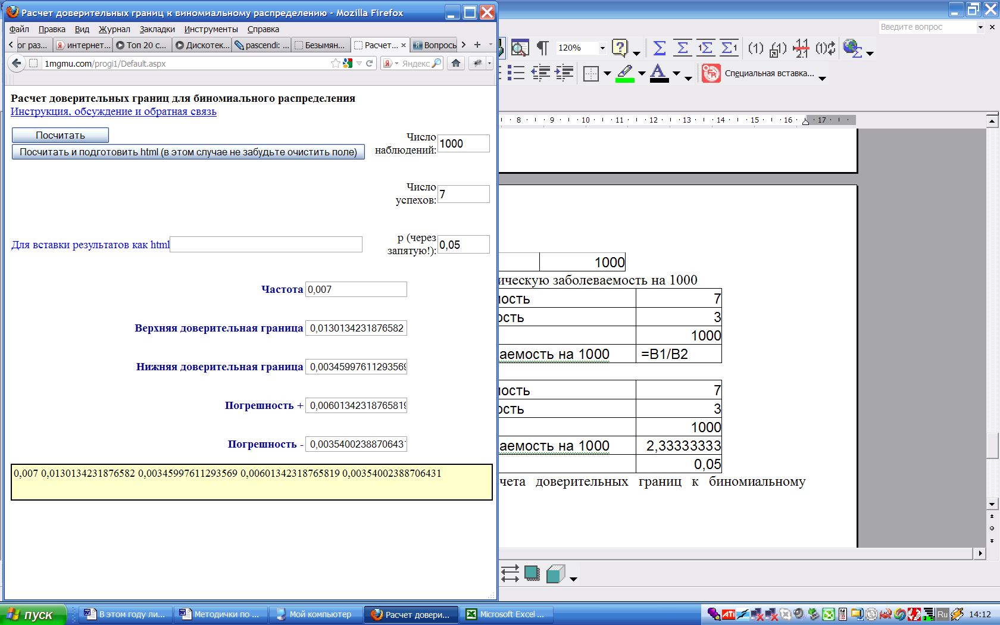 Расчет доверительных границ к виномиальному распределению - Mozilla Firefox
Файл Правка Вид Журнал Закладки Инструменты Справка
ог раз... интернет... Топ 20 с... Дискотек... pascendi: ... Безымян... Расчет... Вопросы
1mgmu.com/progi1/Default.aspx
Яндекс
Расчет доверительных границ для биномиального распределения
Инструкция, обсуждение и обратная связь
Посчитать
Посчитать и подготовить html (в этом случае не забудьте очистить поле)
Число наблюдений: 1000
Число успехов: 7
Для вставки результатов как html
р (через запятую!): 0,05
Частота 0,007
Верхняя доверительная граница 0,0130134231876582
Нижняя доверительная граница 0,00345997611293569
Погрешность + 0,00601342318765819
Погрешность - 0,00354002388706431
0,007 0,0130134231876582 0,00345997611293569 0,00601342318765819 0,00354002388706431
Введите вопрос
120%
Специальная вставка...
8 9 10 11 12 13 14 15 16 17
1000
ическую заболеваемость на 1000
ость 7
ость 3
1000
аемость на 1000 =B1/B2
ость 7
ость 3
1000
аемость на 1000 2,33333333
0,05
чета доверительных границ к биномиальному
пуск
В этом году ли...
Методички по ...
Мой компьютер
Расчет довери...
Microsoft Excel ...
ATI
Ru
14:12